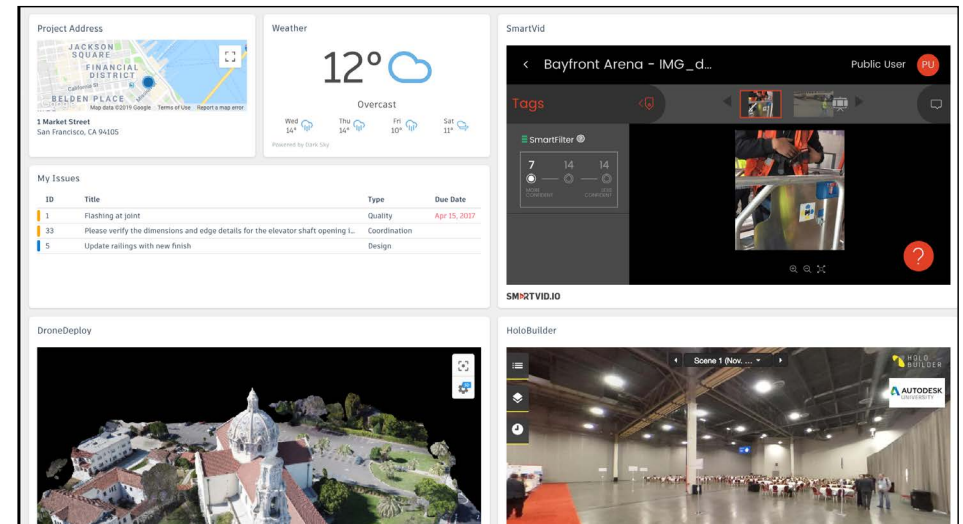 Project Address
JACKSON
SQUARE
FINANCIAL
DISTRICT
California St
BELDEN PLACE
Map data ©2019 Google Terms of Use Report a map error
1 Market Street
San Francisco, CA 94105
Weather
12°
Overcast
Wed Thu Fri Sat
14° 14° 10° 11°
Powered by Dark Sky
My Issues
ID Title Type Due Date
1 Flashing at joint Quality Apr 15, 2017
33 Please verify the dimensions and edge details for the elevator shaft opening i... Coordination
5 Update railings with new finish Design
SmartVid
Bayfront Arena - IMG_d... Public User PU
Tags
SmartFilter
7 14 14
MORE CONFIDENT LESS CONFIDENT
?
SMARTVID.IO
DroneDeploy
HoloBuilder
Scene 1 (Nov. ...
HOLO
BUILDER
AUTODESK
UNIVERSITY